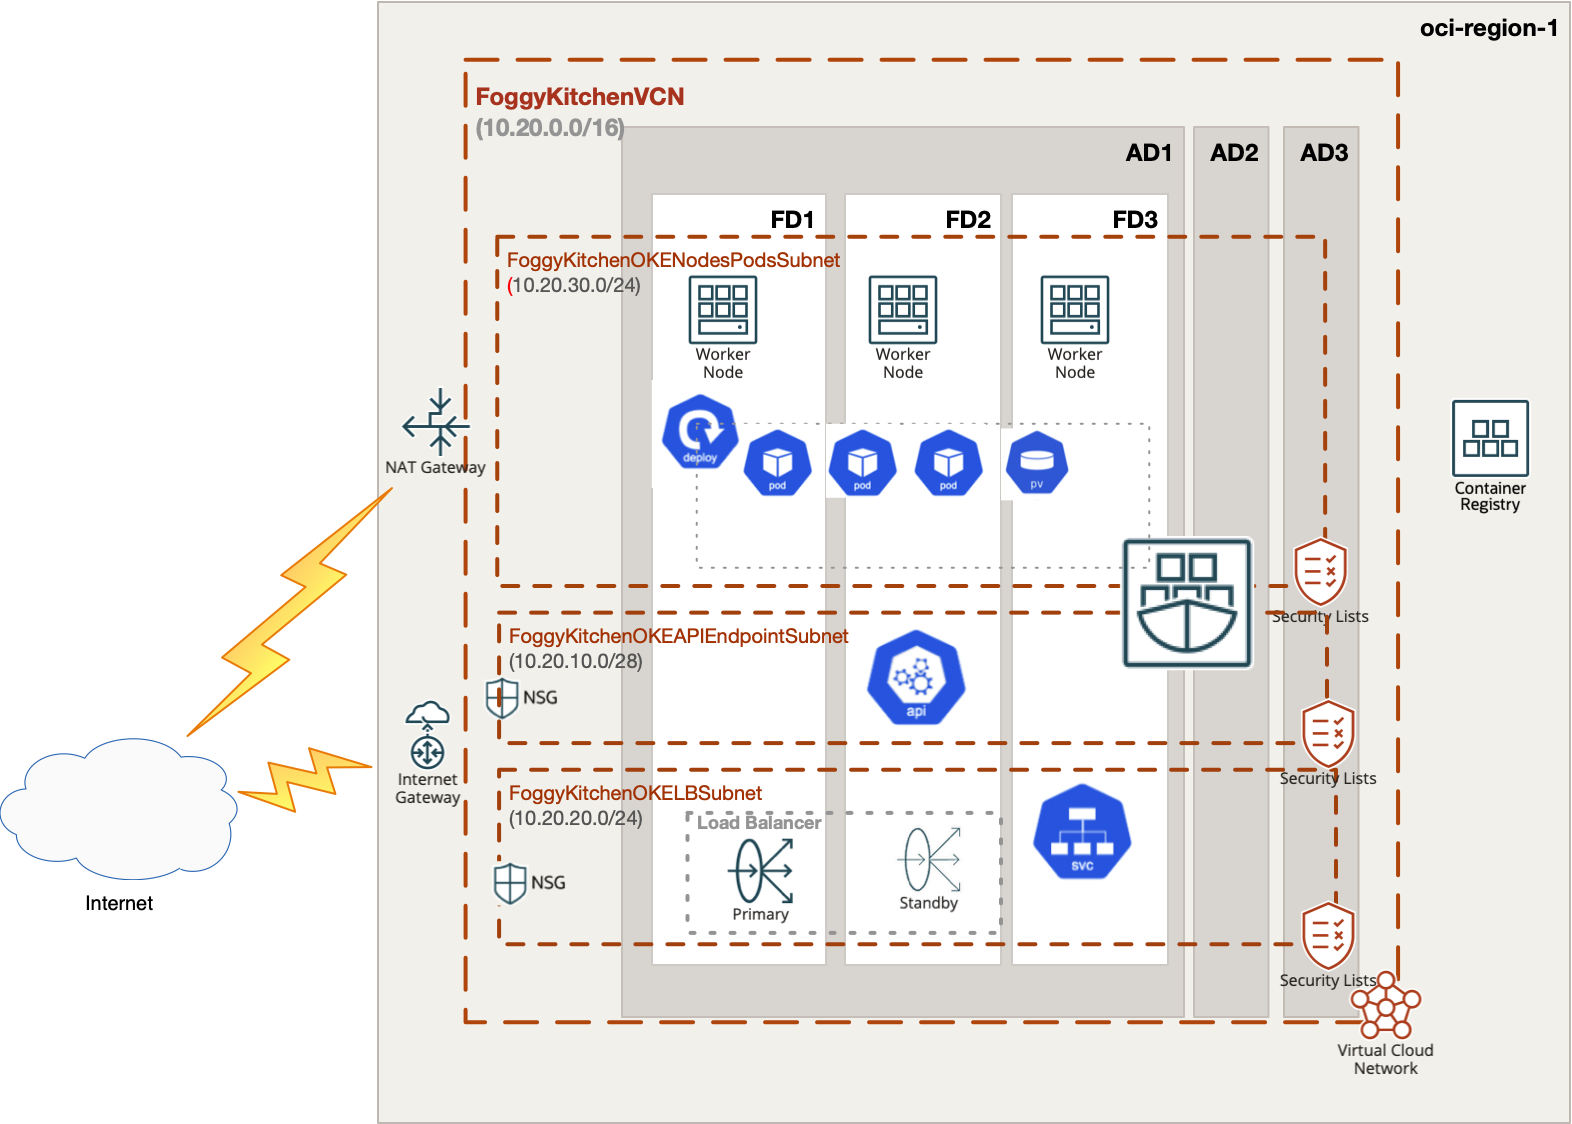 oci-region-1
FoggyKitchenVCN
(10.20.0.0/16)
AD1
AD2
AD3
FD1
FD2
FD3
FoggyKitchenOKENodesPodsSubnet
(10.20.30.0/24)
Worker
Node
Worker
Node
Worker
Node
deploy
pod
pod
pod
pv
NAT Gateway
Container
Registry
Security Lists
FoggyKitchenOKEAPIEndpointSubnet
(10.20.10.0/28)
NSG
api
Security Lists
Internet
Gateway
FoggyKitchenOKELBSubnet
(10.20.20.0/24)
Load Balancer
svc
NSG
Primary
Standby
Internet
Security Lists
Virtual Cloud
Network